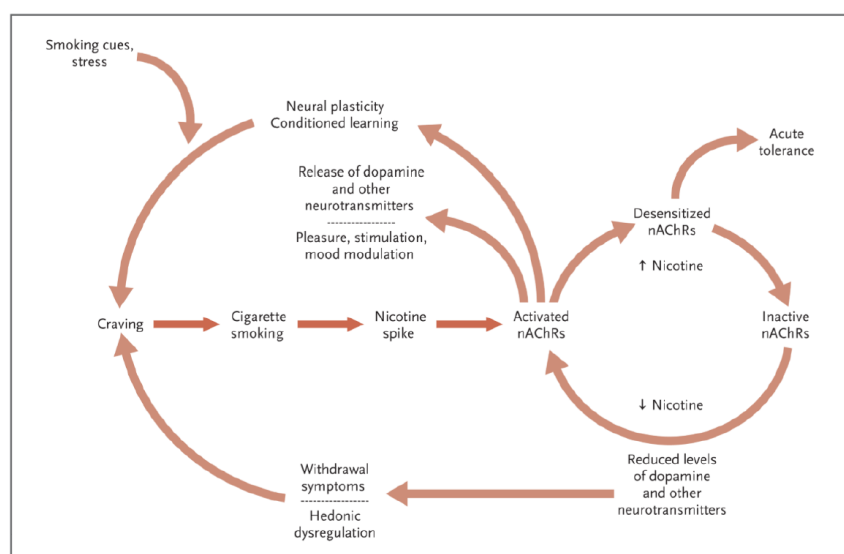 Smoking cues,
stress
Neural plasticity
Conditioned learning
Release of dopamine
and other
neurotransmitters
Pleasure, stimulation,
mood modulation
Acute
tolerance
Desensitized
nAChRs
↑ Nicotine
Craving
Cigarette
smoking
Nicotine
spike
Activated
nAChRs
Inactive
nAChRs
↓ Nicotine
Reduced levels
of dopamine
and other
neurotransmitters
Withdrawal
symptoms
Hedonic
dysregulation